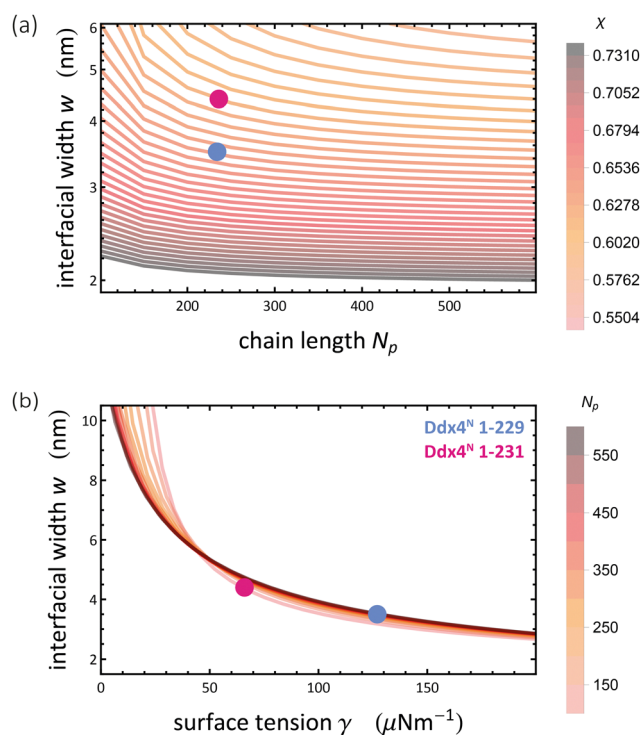 (a)
χ
6
5
4
3
2
interfacial width w (nm)
200 300 400 500
chain length Nₚ
0.7310
0.7052
0.6794
0.6536
0.6278
0.6020
0.5762
0.5504
(b)
Nₚ
10
8
6
4
2
interfacial width w (nm)
Ddx4ᴺ 1-229
Ddx4ᴺ 1-231
0 50 100 150
surface tension γ (μNm⁻¹)
550
450
350
250
150